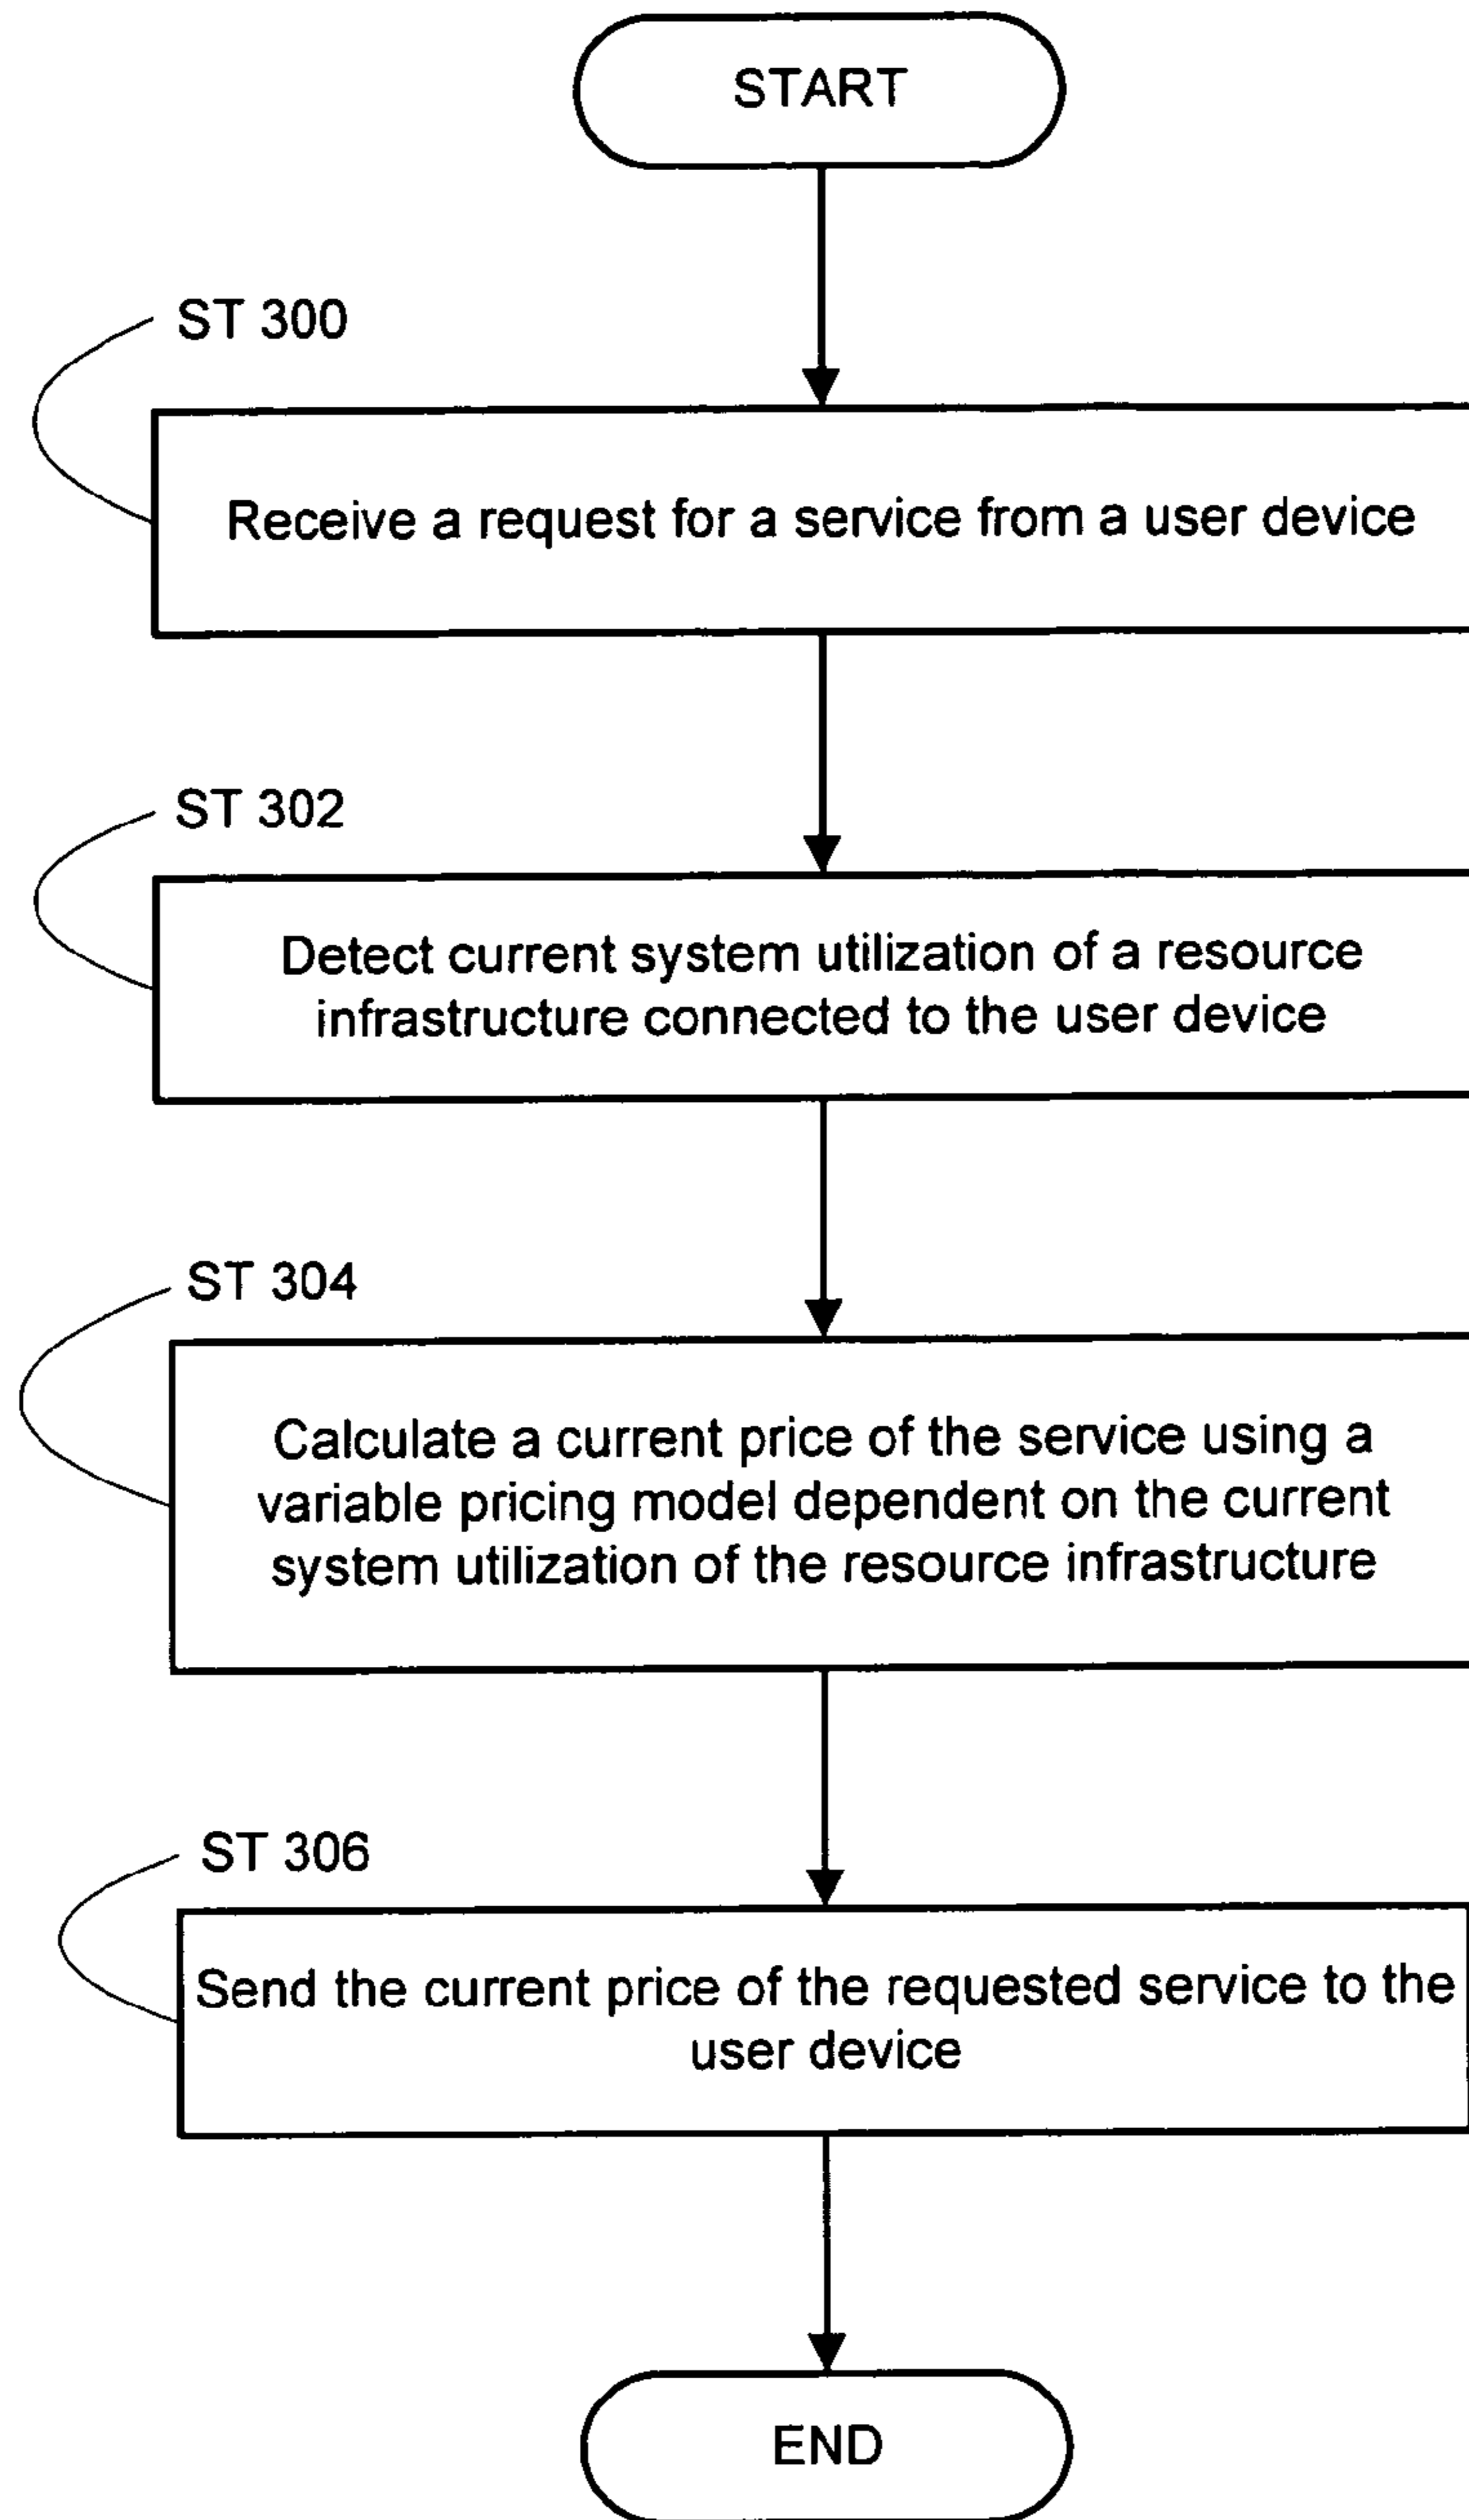 START
ST 300
Receive a request for a service from a user device
ST 302
Detect current system utilization of a resource
infrastructure connected to the user device
ST 304
Calculate a current price of the service using a
variable pricing model dependent on the current
system utilization of the resource infrastructure
ST 306
Send the current price of the requested service to the
user device
END